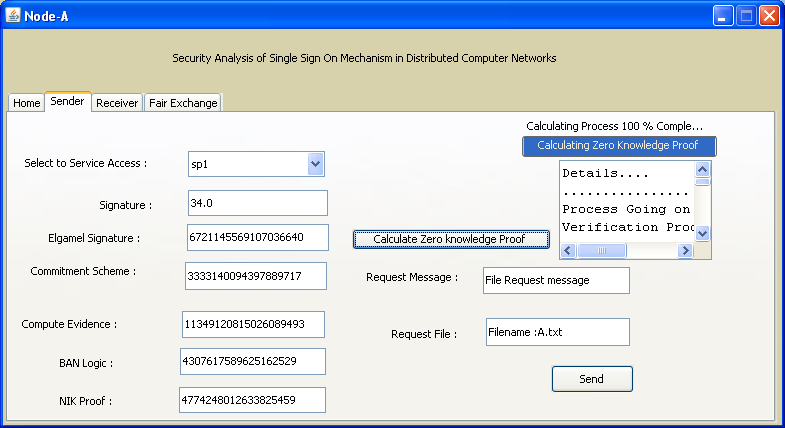 Node-A
Security Analysis of Single Sign On Mechanism in Distributed Computer Networks
Home Sender Receiver Fair Exchange
Calculating Process 100 % Comple...
Calculating Zero Knowledge Proof
Select to Service Access : sp1
Details....
................
Process Going on
Verification Proc
Signature : 34.0
Elgamel Signature : 6721145569107036640
Calculate Zero knowledge Proof
Commitment Scheme : 3333140094397889717
Request Message : File Request message
Compute Evidence : 11349120815026089493
Request File : Filename :A.txt
BAN Logic : 4307617589625162529
Send
NIK Proof : 4774248012633825459